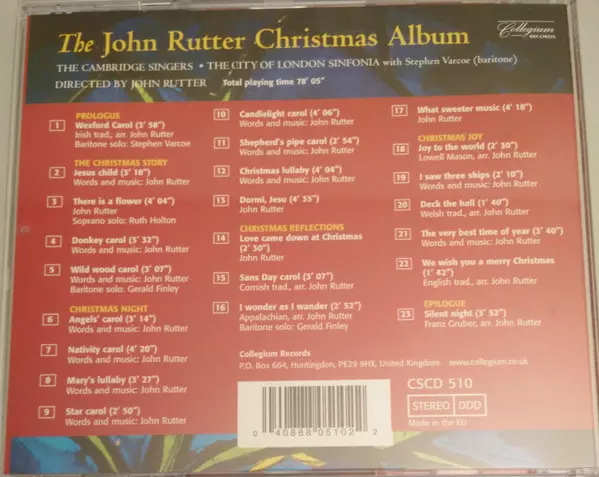 The John Rutter Christmas Album
Collegium
RECORDS
THE CAMBRIDGE SINGERS • THE CITY OF LONDON SINFONIA with Stephen Varcoe (baritone)
DIRECTED BY JOHN RUTTER Total playing time 78' 05"
PROLOGUE
1 Wexford Carol (3' 58")
Irish trad., arr. John Rutter
Baritone solo: Stephen Varcoe
THE CHRISTMAS STORY
2 Jesus child (3' 18")
Words and music: John Rutter
3 There is a flower (4' 04")
John Rutter
Soprano solo: Ruth Holton
4 Donkey carol (3' 32")
Words and music: John Rutter
5 Wild wood carol (3' 07")
Words and music: John Rutter
Baritone solo: Gerald Finley
CHRISTMAS NIGHT
6 Angels' carol (3' 14")
Words and music: John Rutter
7 Nativity carol (4' 20")
Words and music: John Rutter
8 Mary's lullaby (3' 27")
Words and music: John Rutter
9 Star carol (2' 50")
Words and music: John Rutter
10 Candlelight carol (4' 06")
Words and music: John Rutter
11 Shepherd's pipe carol (2' 54")
Words and music: John Rutter
12 Christmas lullaby (4' 04")
Words and music: John Rutter
13 Dormi, Jesu (4' 35")
John Rutter
CHRISTMAS REFLECTIONS
14 Love came down at Christmas
(2' 30")
John Rutter
15 Sans Day carol (3' 07")
Cornish trad., arr. John Rutter
16 I wonder as I wander (2' 52")
Appalachian, arr. John Rutter
Baritone solo: Gerald Finley
17 What sweeter music (4' 18")
John Rutter
CHRISTMAS JOY
18 Joy to the world (2' 30")
Lowell Mason, arr. John Rutter
19 I saw three ships (2' 10")
Words and music: John Rutter
20 Deck the hall (1' 40")
Welsh trad., arr. John Rutter
21 The very best time of year (3' 40")
Words and music: John Rutter
22 We wish you a merry Christmas
(1' 42")
English trad., arr. John Rutter
EPILOGUE
23 Silent night (3' 52")
Franz Gruber, arr. John Rutter
Collegium Records
P.O. Box 664, Huntingdon, PE29 9HX, United Kingdom www.collegium.co.uk
CSCD 510
STEREO DDD
Made in the EU
0 40888 05102 2